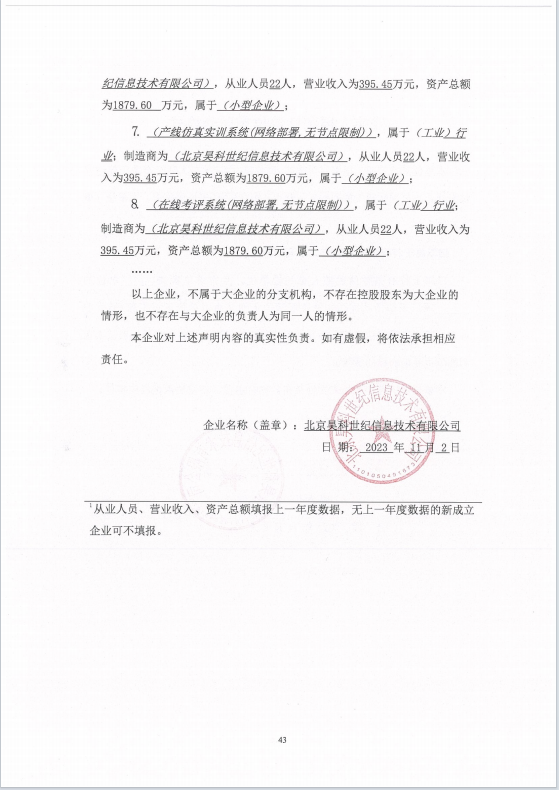 纪信息技术有限公司），从业人员22人，营业收入为395.45万元，资产总额
为1879.60 万元，属于（小型企业）；
7. （产线仿真实训系统(网络部署,无节点限制)），属于（工业）行
业；制造商为（北京昊科世纪信息技术有限公司），从业人员22人，营业收
入为395.45万元，资产总额为1879.60万元，属于（小型企业）；
8. （在线考评系统(网络部署,无节点限制)），属于（工业）行业；
制造商为（北京昊科世纪信息技术有限公司），从业人员22人，营业收入为
395.45万元，资产总额为1879.60万元，属于（小型企业）；
……
以上企业，不属于大企业的分支机构，不存在控股股东为大企业的
情形，也不存在与大企业的负责人为同一人的情形。
本企业对上述声明内容的真实性负责。如有虚假，将依法承担相应
责任。
企业名称（盖章）：北京昊科世纪信息技术有限公司
日 期： 2023 年 11 月 2 日
北京昊科世纪信息技术有限公司
1从业人员、营业收入、资产总额填报上一年度数据，无上一年度数据的新成立
企业可不填报。
43